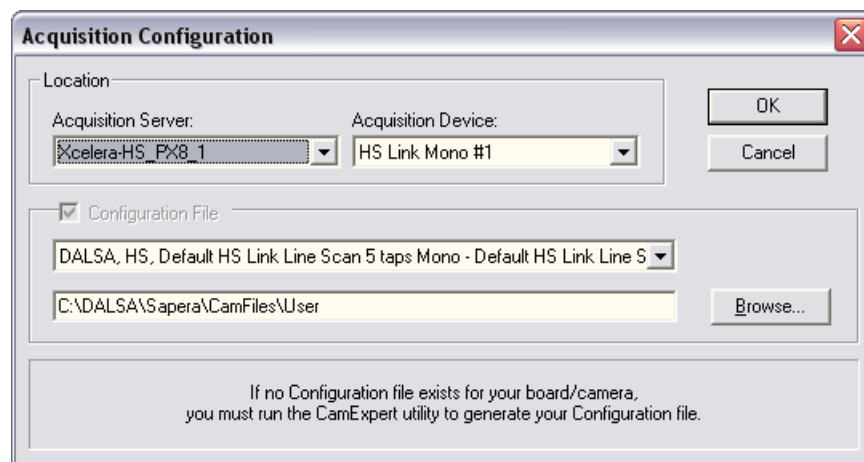 Acquisition Configuration
Location
Acquisition Server:
Acquisition Device:
Xcelera-HS_PX8_1
HS Link Mono #1
OK
Cancel
Configuration File
DALSA, HS, Default HS Link Line Scan 5 taps Mono - Default HS Link Line S
C:\DALSA\Sapera\CamFiles\User
Browse...
If no Configuration file exists for your board/camera,
you must run the CamExpert utility to generate your Configuration file.